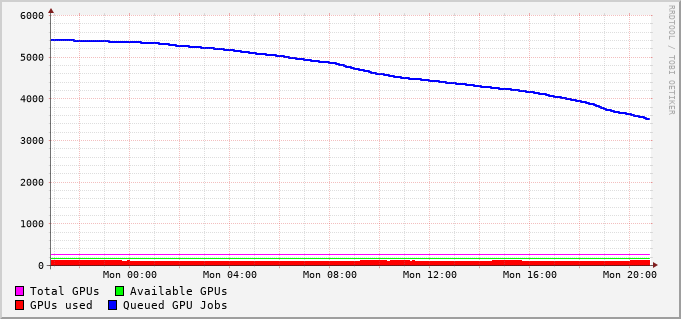 6000
5000
4000
3000
2000
1000
0
Mon 00:00 Mon 04:00 Mon 08:00 Mon 12:00 Mon 16:00 Mon 20:00
Total GPUs Available GPUs
GPUs used Queued GPU Jobs
RRDTOOL / TOBI OETIKER